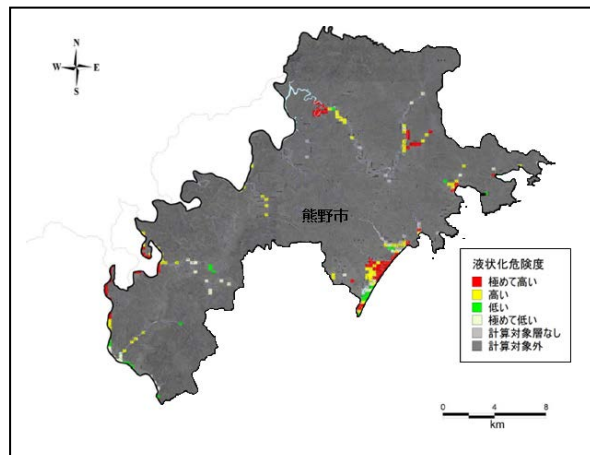 N
W E
S
熊野市
液状化危険度
極めて高い
高い
低い
極めて低い
計算対象層なし
計算対象外
0 4 8
km